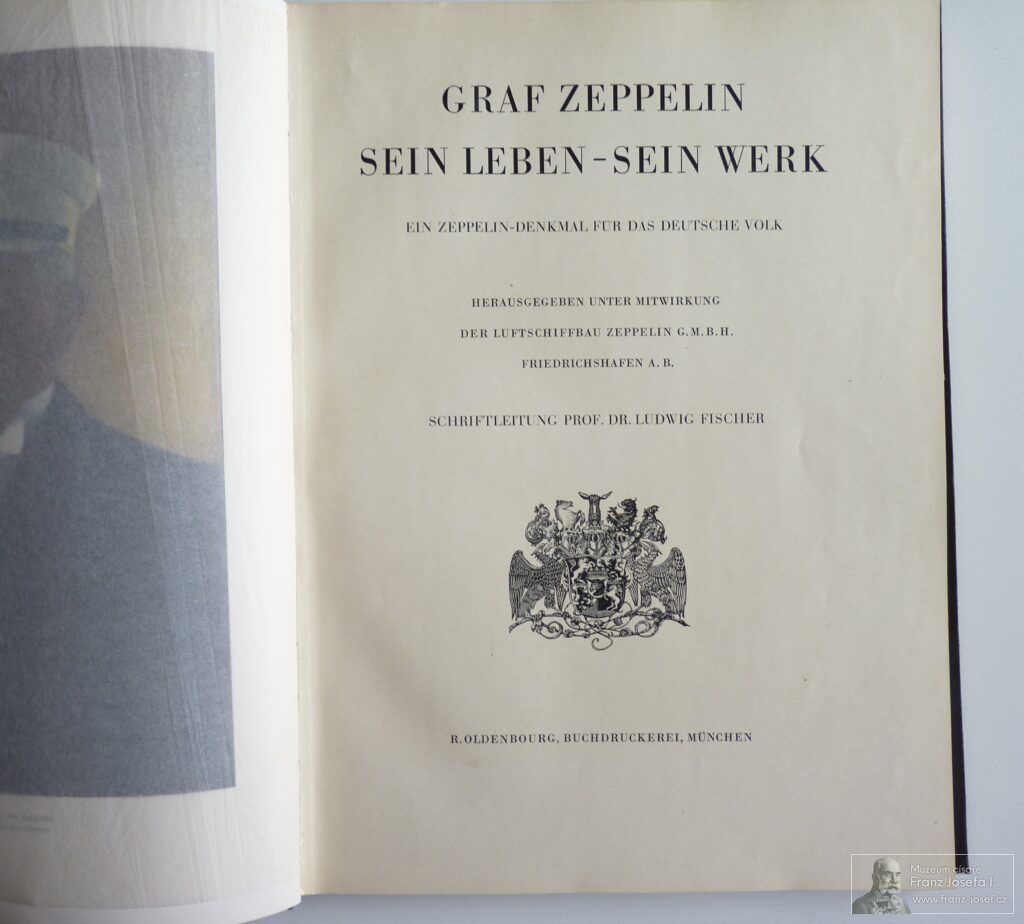 GRAF ZEPPELIN
SEIN LEBEN – SEIN WERK
EIN ZEPPELIN-DENKMAL FÜR DAS DEUTSCHE VOLK
HERAUSGEGEBEN UNTER MITWIRKUNG
DER LUFTSCHIFFBAU ZEPPELIN G.M.B.H.
FRIEDRICHSHAFEN A. B.
SCHRIFTLEITUNG PROF. DR. LUDWIG FISCHER
R. OLDENBOURG, BUCHDRUCKEREI, MÜNCHEN
Muzeum císaře
Franz Josefa I.
www.franz-josef.cz